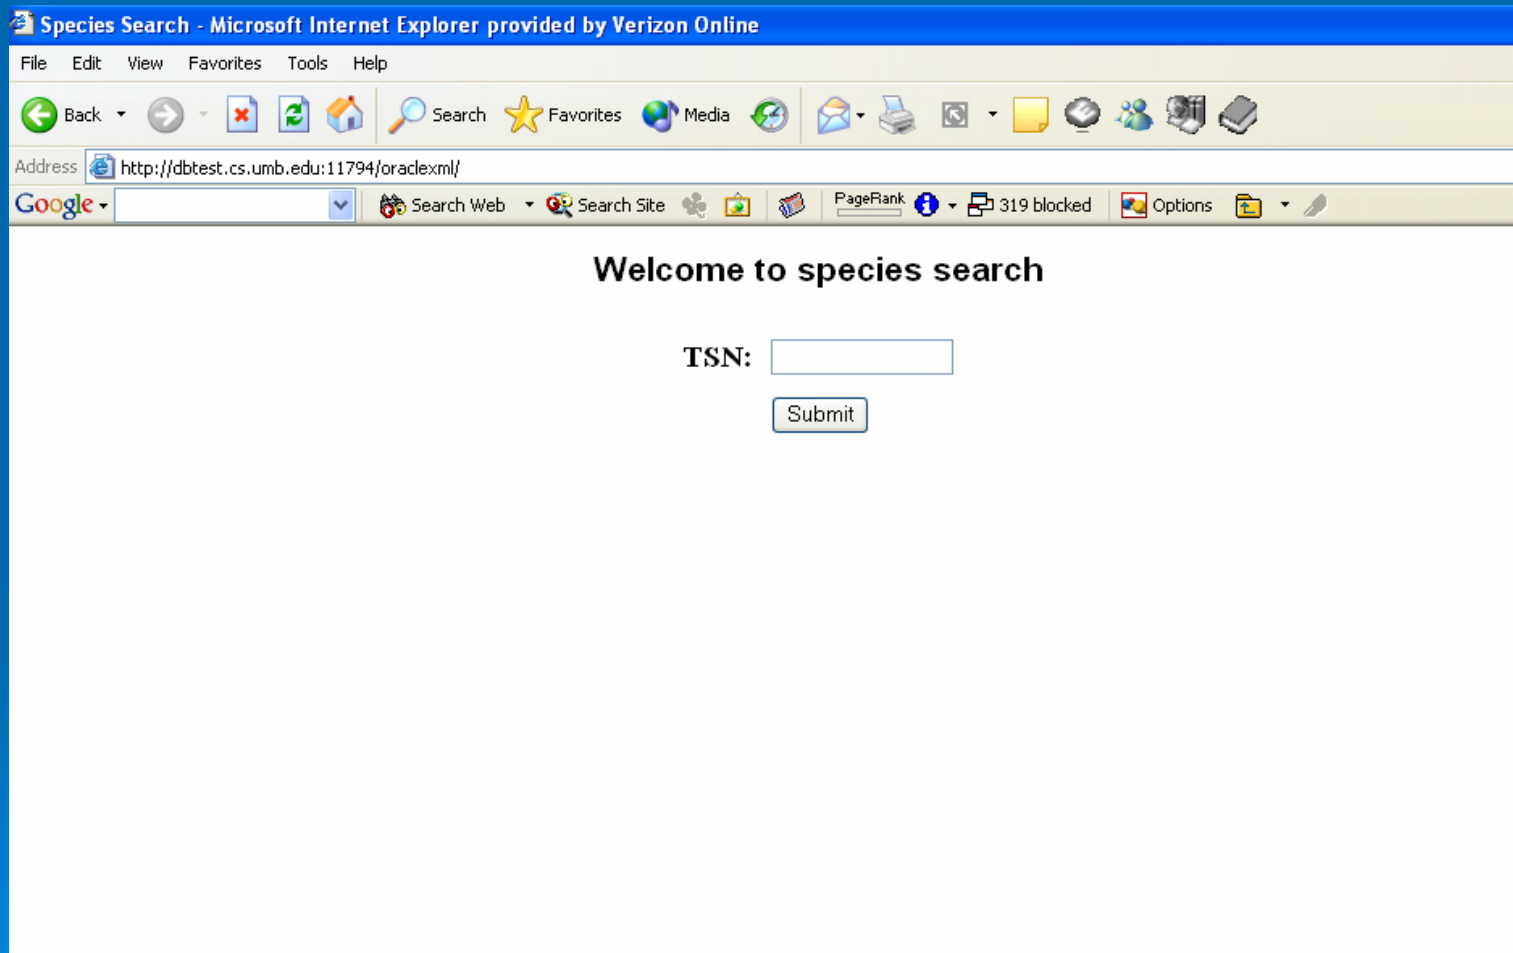 Species Search - Microsoft Internet Explorer provided by Verizon Online
File Edit View Favorites Tools Help
Back Search Favorites Media
Address http://dbtest.cs.umb.edu:11794/oraclexml/
Google Search Web Search Site PageRank 319 blocked Options
Welcome to species search
TSN:
Submit